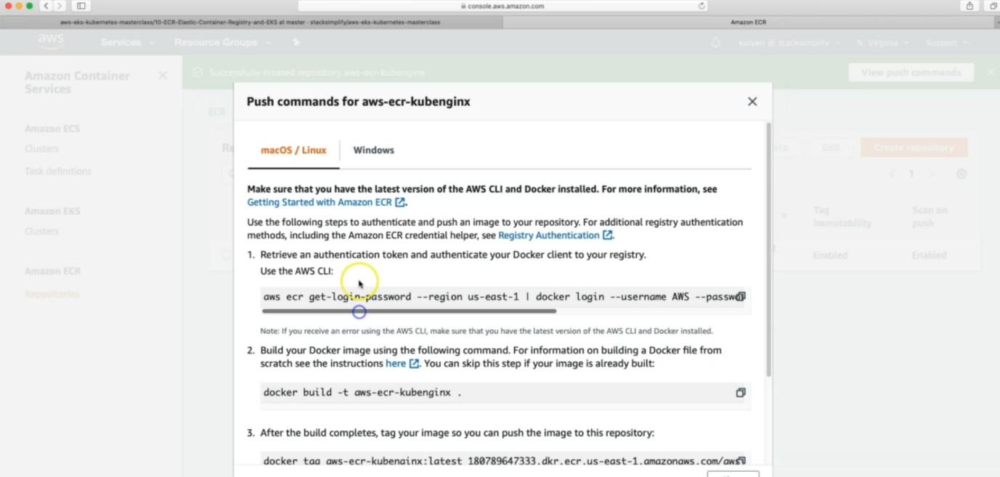 console.aws.amazon.com
aws-eks-kubernetes-masterclass/10-ECR-Elastic-Container-Registry-and-EKS at master · stacksimplify/aws-eks-kubernetes-masterclass
Amazon ECR
aws
Services
Resource Groups
kalyan @ stacksimplify
N. Virginia
Support
Amazon Container
Services
Successfully created repository aws-ecr-kubenginx
View push commands
Push commands for aws-ecr-kubenginx
ECR
Amazon ECS
Clusters
Task definitions
Amazon EKS
Clusters
Amazon ECR
Repositories
Edit
Create repository
1
Tag
immutability
Scan on
push
Enabled
Enabled
macOS / Linux
Windows
Make sure that you have the latest version of the AWS CLI and Docker installed. For more information, see
Getting Started with Amazon ECR.
Use the following steps to authenticate and push an image to your repository. For additional registry authentication
methods, including the Amazon ECR credential helper, see Registry Authentication.
1. Retrieve an authentication token and authenticate your Docker client to your registry.
Use the AWS CLI:
aws ecr get-login-password --region us-east-1 | docker login --username AWS --passwo
Note: If you receive an error using the AWS CLI, make sure that you have the latest version of the AWS CLI and Docker installed.
2. Build your Docker image using the following command. For information on building a Docker file from
scratch see the instructions here. You can skip this step if your image is already built:
docker build -t aws-ecr-kubenginx .
3. After the build completes, tag your image so you can push the image to this repository:
docker tag aws-ecr-kubenginx:latest 180789647333.dkr.ecr.us-east-1.amazonaws.com/aws